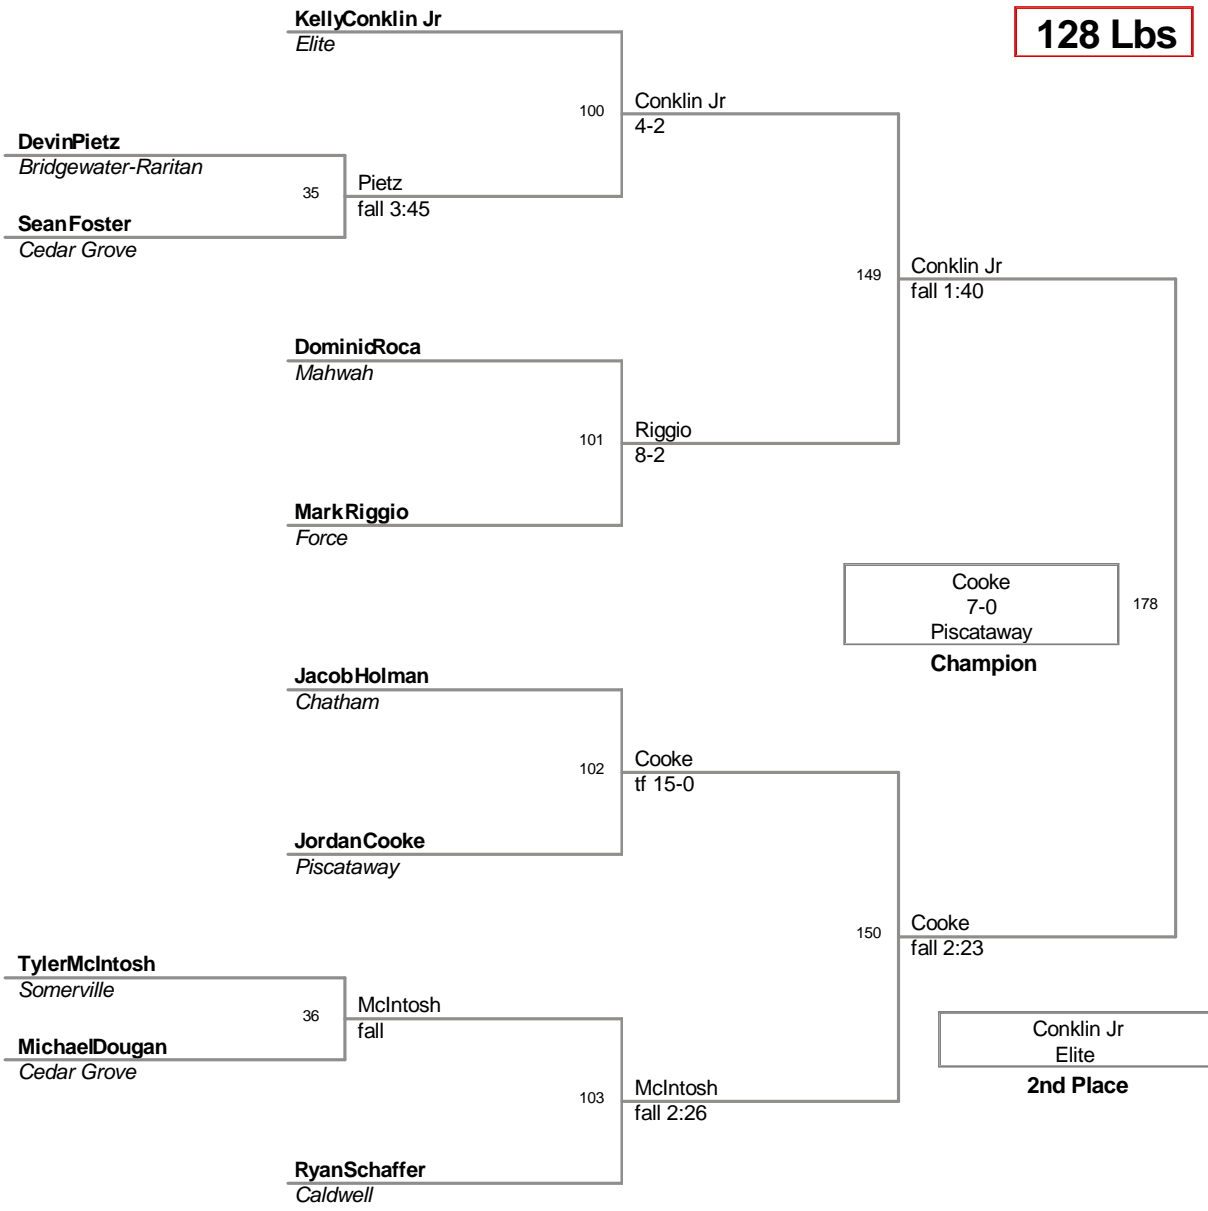 KellyConklin Jr
Elite
128 Lbs
100
Conklin Jr
4-2
DevinPietz
Bridgewater-Raritan
35
Pietz
fall 3:45
SeanFoster
Cedar Grove
149
Conklin Jr
fall 1:40
DominicRoca
Mahwah
101
Riggio
8-2
MarkRiggio
Force
Cooke
7-0
Piscataway
Champion
178
JacobHolman
Chatham
102
Cooke
tf 15-0
JordanCooke
Piscataway
150
Cooke
fall 2:23
TylerMcIntosh
Somerville
36
McIntosh
fall
MichaelDougan
Cedar Grove
Conklin Jr
Elite
2nd Place
103
McIntosh
fall 2:26
RyanSchaffer
Caldwell